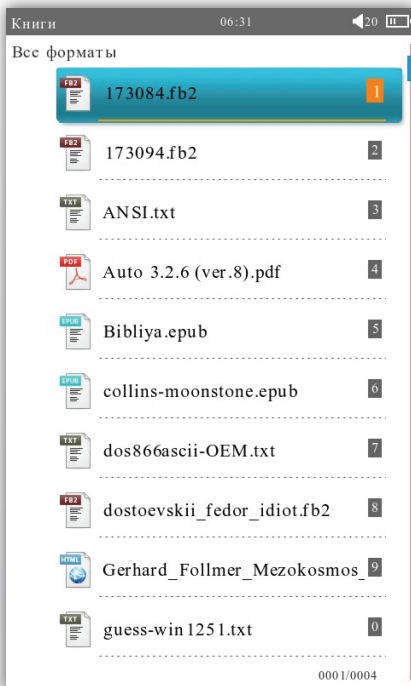 Книги 06:31 20
Все форматы
FB2 173084.fb2 1
FB2 173094.fb2 2
TXT ANSI.txt 3
PDF Auto 3.2.6 (ver.8).pdf 4
EPUB Bibliya.epub 5
EPUB collins-moonstone.epub 6
TXT dos866ascii-OEM.txt 7
FB2 dostoevskii_fedor_idiot.fb2 8
HTML Gerhard_Follmer_Mezokosmos_ 9
TXT guess-win1251.txt 0
0001/0004